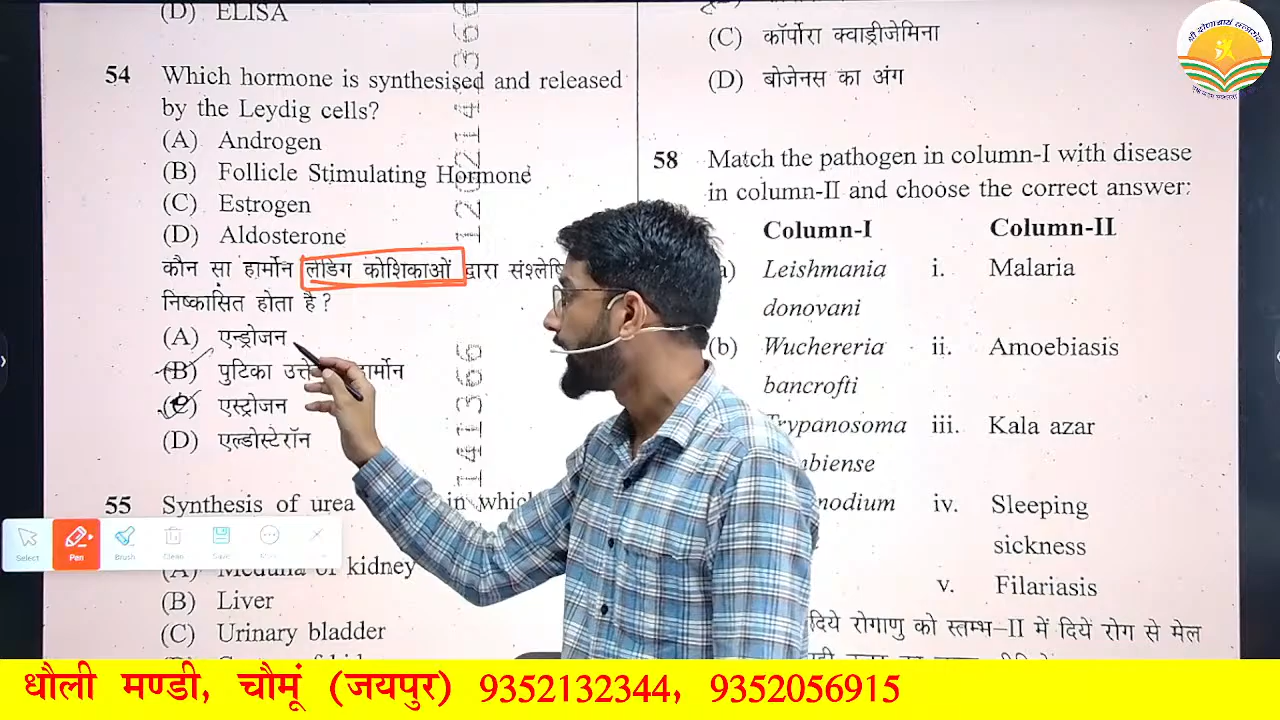 (D) ELISA
54 Which hormone is synthesised and released
by the Leydig cells?
(A) Androgen
(B) Follicle Stimulating Hormone
(C) Estrogen
(D) Aldosterone
कौन सा हार्मोन लेडिग कोशिकाओं द्वारा
निष्कासित होता है ?
(A) एन्ड्रोजन
(B) पुटिका हार्मोन
(C) एस्ट्रोजन
(D) एल्डोस्टेरॉन
55 Synthesis of urea in which
(A) Medulla of kidney
(B) Liver
(C) Urinary bladder
(C) कॉर्पोरा क्वाड्रीजेमिना
(D) बोजेनस का अंग
58 Match the pathogen in column-I with disease
in column-II and choose the correct answer:
Column-I Column-II
Leishmania i. Malaria
donovani
(b) Wuchereria ii. Amoebiasis
bancrofti
Trypanosoma iii. Kala azar
iv. Sleeping
sickness
v. Filariasis
दिये रोगाणु को स्तम्भ-II में दियें रोग से मेल
Select Pen Brush
धौली मण्डी, चौमूं (जयपुर) 9352132344, 9352056915